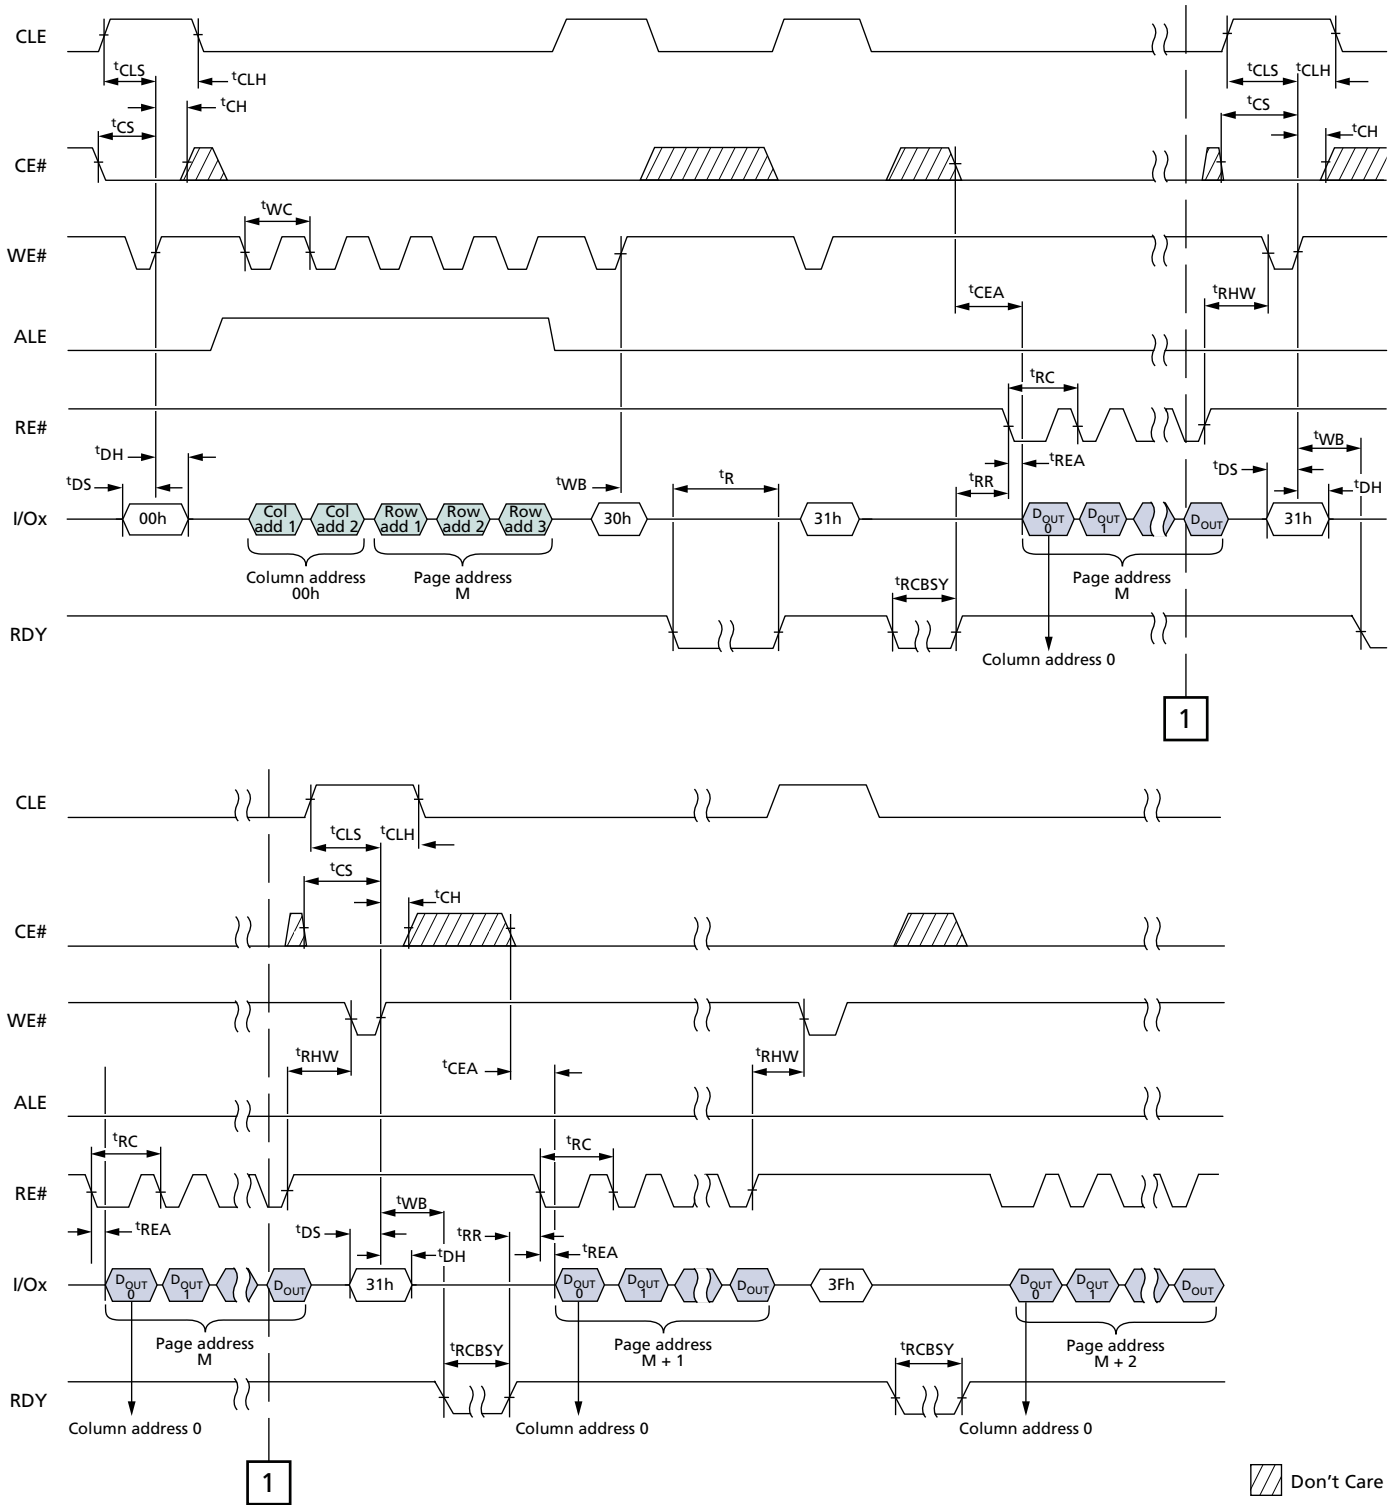 CLE
tCLS
tCLH
tCLS
tCLH
tCH
tCS
tCS
tCH
CE#
tWC
WE#
tCEA
tRHW
ALE
tRC
RE#
tWB
tDH
tREA
tDS
tWB
tR
tRR
tDS
tDH
I/Ox
00h
Col
add 1
Col
add 2
Row
add 1
Row
add 2
Row
add 3
30h
31h
DOUT
0
DOUT
1
DOUT
31h
Column address
00h
Page address
M
tRCBSY
Page address
M
RDY
Column address 0
1
CLE
tCLS
tCLH
tCS
tCH
CE#
WE#
tRHW
tCEA
tRHW
ALE
tRC
tRC
RE#
tWB
tREA
tDS
tRR
tDH
tREA
I/Ox
DOUT
0
DOUT
1
DOUT
31h
DOUT
0
DOUT
1
DOUT
3Fh
DOUT
0
DOUT
1
DOUT
Page address
M
tRCBSY
Page address
M + 1
tRCBSY
Page address
M + 2
RDY
Column address 0
Column address 0
Column address 0
1
Don't Care